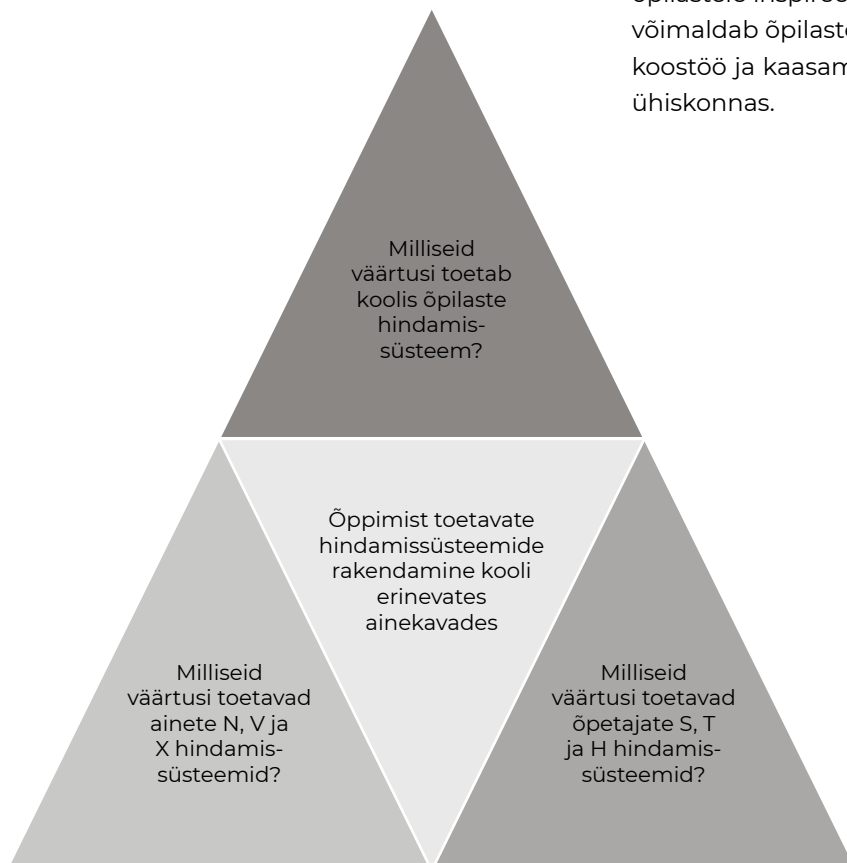 võimaldab
koostöö ja
ühiskonnas.
Milliseid
väärtusi toetab
koolis õpilaste
hindamis-
süsteem?
Õppimist toetavate
hindamissüsteemide
rakendamine kooli
erinevates
ainekavades
Milliseid
väärtusi toetavad
ainete N, V ja
X hindamis-
süsteemid?
Milliseid
väärtusi toetavad
õpetajate S, T
ja H hindamis-
süsteemid?